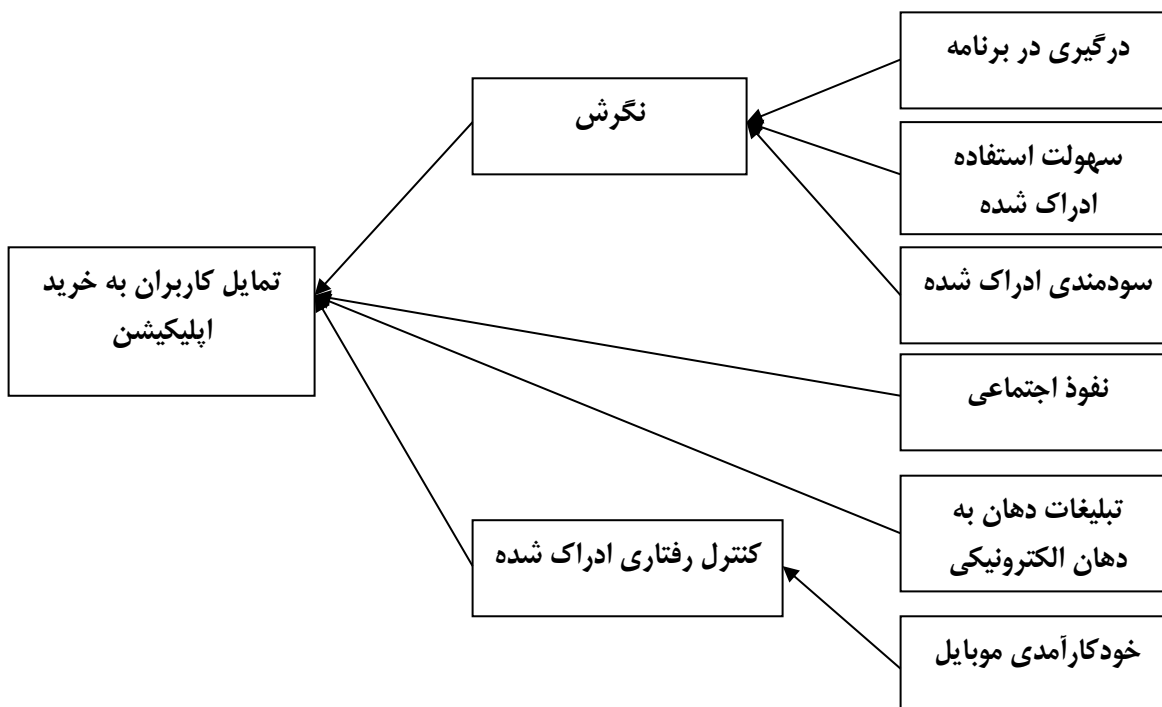 درگیری در برنامه
نگرش
سهولت استفاده
ادراک شده
تمایل کاربران به خرید
اپلیکیشن
سودمندی ادراک شده
نفوذ اجتماعی
تبلیغات دهان به
دهان الکترونیکی
کنترل رفتاری ادراک شده
خودکارآمدی موبایل